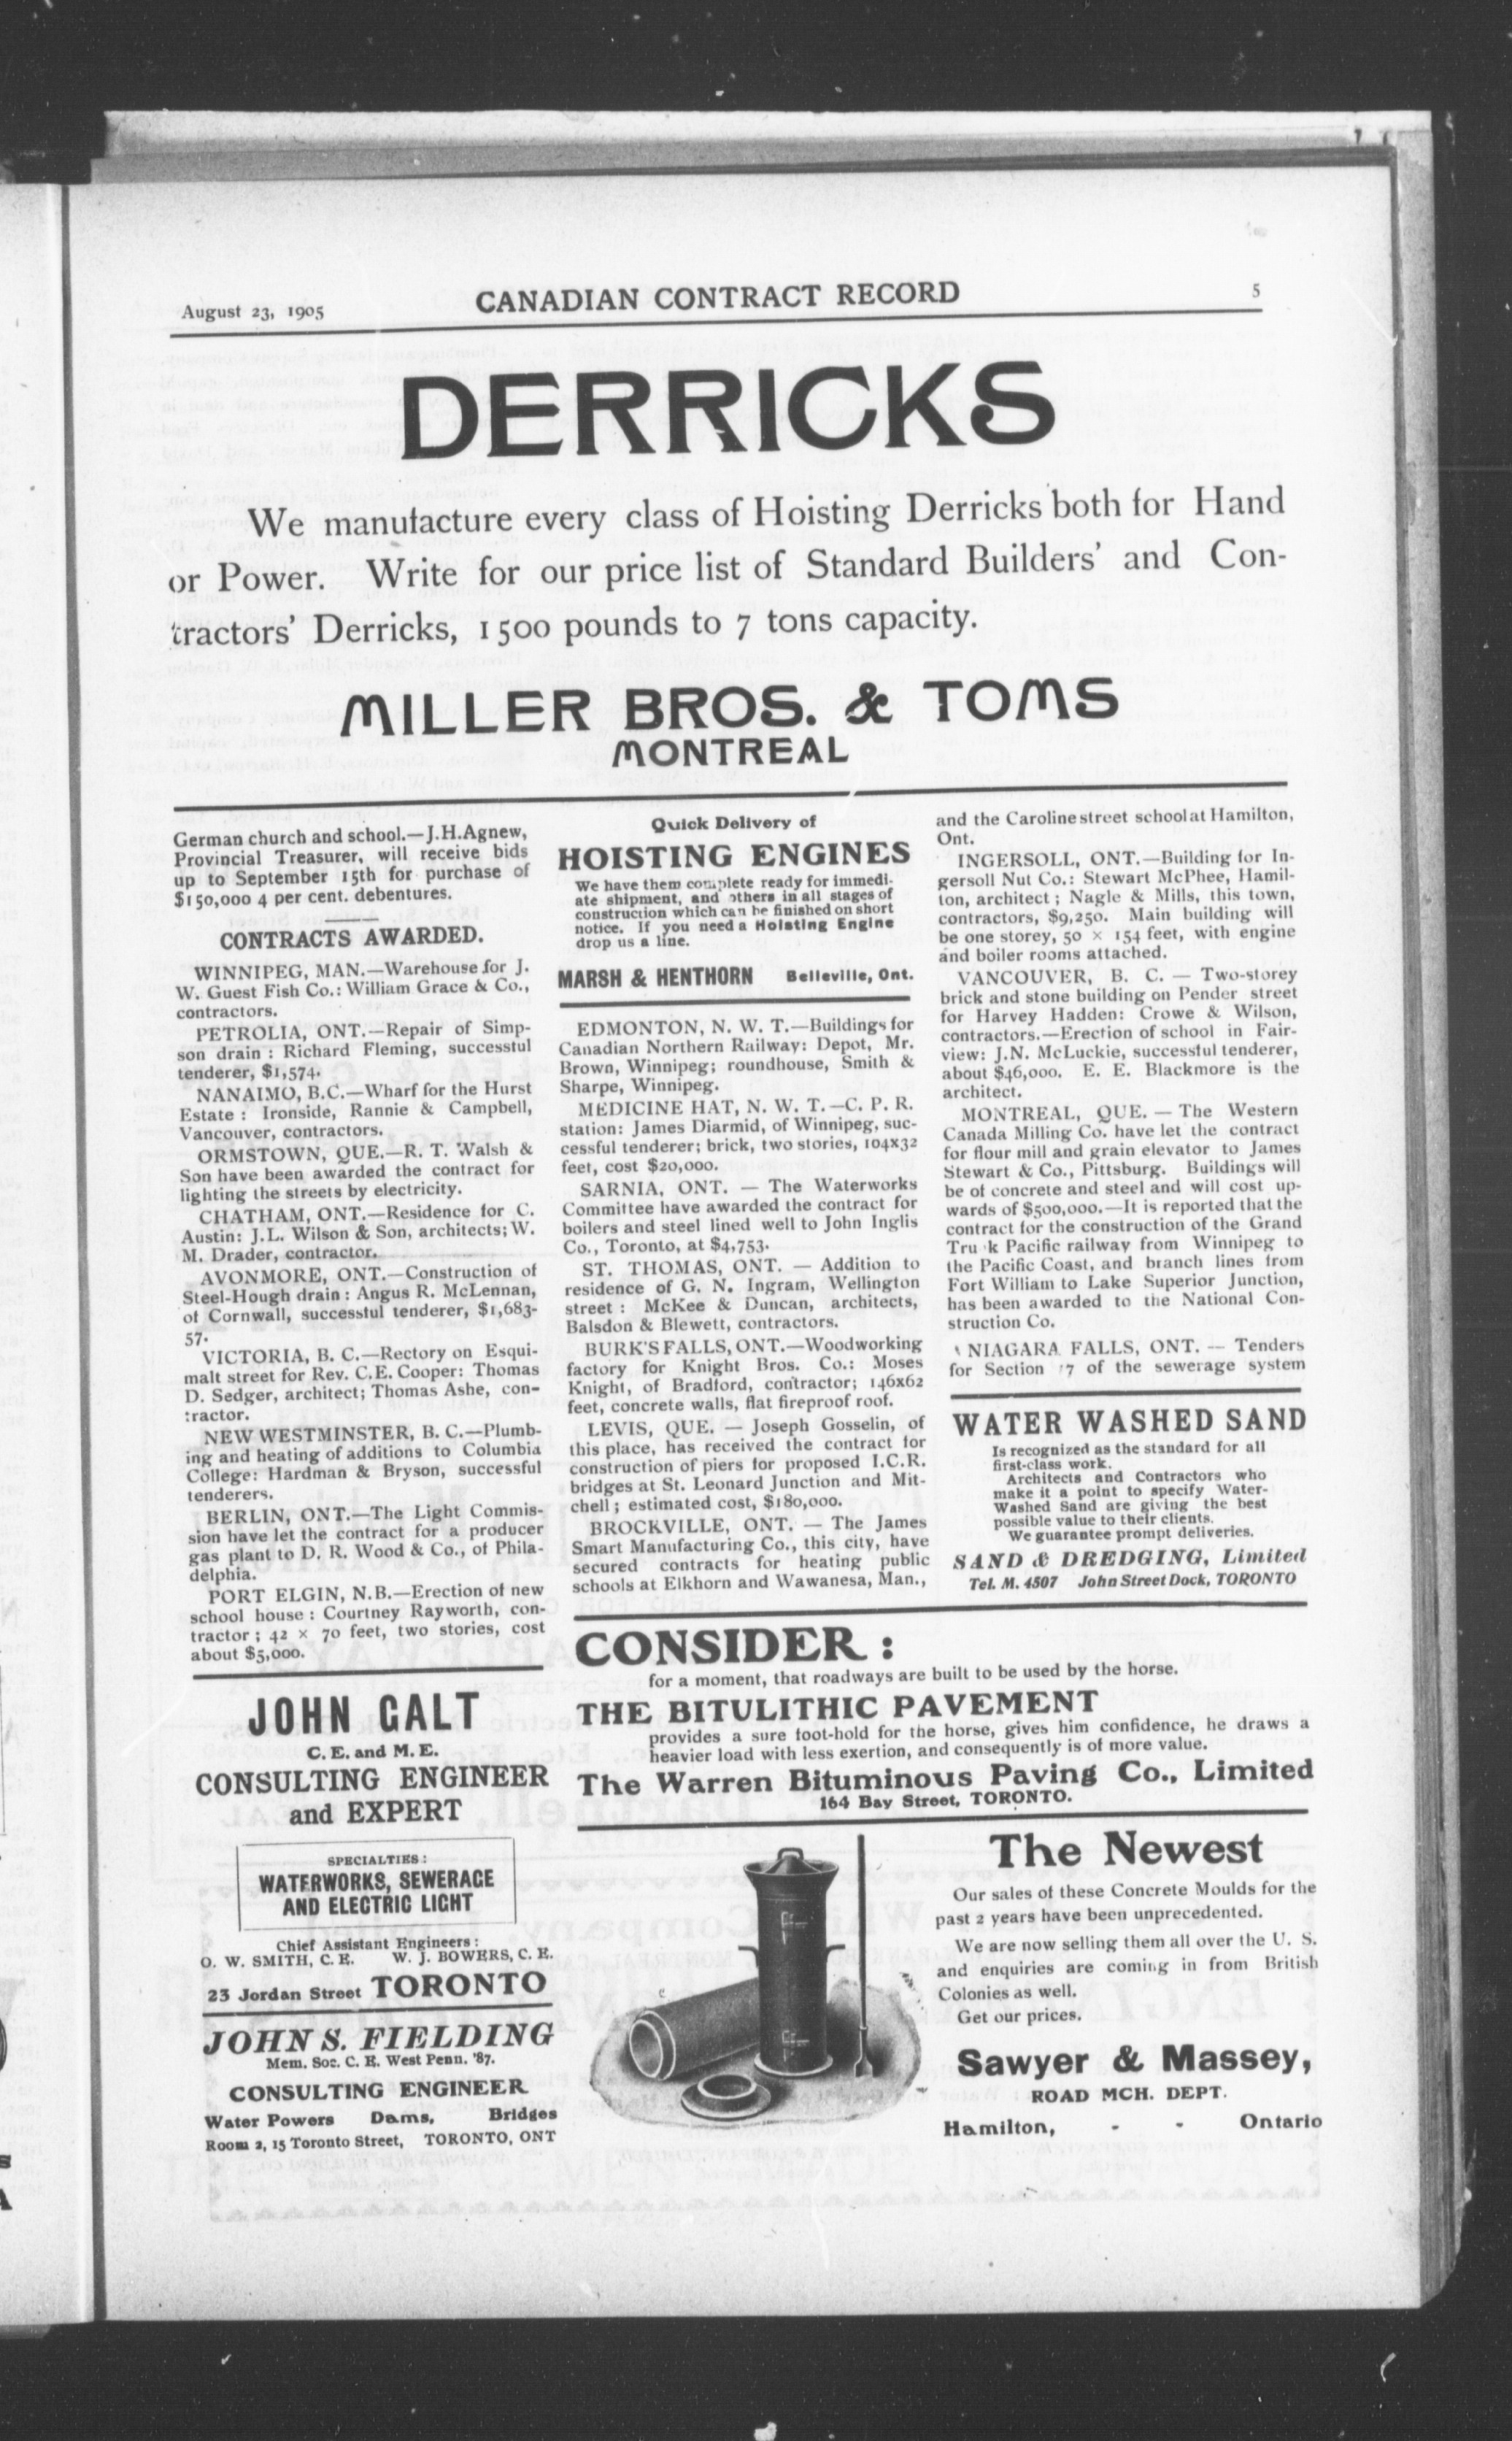 August 23, 1905
CANADIAN CONTRACT RECORD
5
DERRICKS
We manufacture every class of Hoisting Derricks both for Hand
or Power. Write for our price list of Standard Builders' and Con-
tractors' Derricks, 1500 pounds to 7 tons capacity.
MILLER BROS. & TOMS
MONTREAL
German church and school.—J.H.Agnew,
Provincial Treasurer, will receive bids
up to September 15th for purchase of
$150,000 4 per cent. debentures.
CONTRACTS AWARDED.
WINNIPEG, MAN.—Warehouse for J.
W. Guest Fish Co.: William Grace & Co.,
contractors.
PETROLIA, ONT.—Repair of Simp-
son drain : Richard Fleming, successful
tenderer, $1,574.
NANAIMO, B.C.—Wharf for the Hurst
Estate : Ironside, Rannie & Campbell,
Vancouver, contractors.
ORMSTOWN, QUE.—R. T. Walsh &
Son have been awarded the contract for
lighting the streets by electricity.
CHATHAM, ONT.—Residence for C.
Austin: J.L. Wilson & Son, architects; W.
M. Drader, contractor.
AVONMORE, ONT.—Construction of
Steel-Hough drain : Angus R. McLennan,
of Cornwall, successful tenderer, $1,683-
57.
VICTORIA, B. C.—Rectory on Esqui-
malt street for Rev. C.E. Cooper: Thomas
D. Sedger, architect; Thomas Ashe, con-
tractor.
NEW WESTMINSTER, B. C.—Plumb-
ing and heating of additions to Columbia
College: Hardman & Bryson, successful
tenderers.
BERLIN, ONT.—The Light Commis-
sion have let the contract for a producer
gas plant to D. R. Wood & Co., of Phila-
delphia.
PORT ELGIN, N.B.—Erection of new
school house : Courtney Rayworth, con-
tractor ; 42 × 70 feet, two stories, cost
about $5,000.
JOHN GALT
C. E. and M. E.
CONSULTING ENGINEER
and EXPERT
SPECIALTIES :
WATERWORKS, SEWERAGE
AND ELECTRIC LIGHT
Chief Assistant Engineers :
O. W. SMITH, C. E. W. J. BOWERS, C. E.
23 Jordan Street TORONTO
JOHN S. FIELDING
Mem. Soc. C. E. West Penn. '87.
CONSULTING ENGINEER
Water Powers Dams, Bridges
Room 2, 15 Toronto Street, TORONTO, ONT
Quick Delivery of
HOISTING ENGINES
We have them complete ready for immedi-
ate shipment, and others in all stages of
construction which can be finished on short
notice. If you need a Hoisting Engine
drop us a line.
MARSH & HENTHORN Belleville, Ont.
EDMONTON, N. W. T.—Buildings for
Canadian Northern Railway: Depot, Mr.
Brown, Winnipeg; roundhouse, Smith &
Sharpe, Winnipeg.
MEDICINE HAT, N. W. T.—C. P. R.
station: James Diarmid, of Winnipeg, suc-
cessful tenderer; brick, two stories, 104x32
feet, cost $20,000.
SARNIA, ONT. — The Waterworks
Committee have awarded the contract for
boilers and steel lined well to John Inglis
Co., Toronto, at $4,753.
ST. THOMAS, ONT. — Addition to
residence of G. N. Ingram, Wellington
street : McKee & Duncan, architects,
Balsdon & Blewett, contractors.
BURK'S FALLS, ONT.—Woodworking
factory for Knight Bros. Co.: Moses
Knight, of Bradford, contractor; 146x62
feet, concrete walls, flat fireproof roof.
LEVIS, QUE. — Joseph Gosselin, of
this place, has received the contract for
construction of piers for proposed I.C.R.
bridges at St. Leonard Junction and Mit-
chell ; estimated cost, $180,000.
BROCKVILLE, ONT. — The James
Smart Manufacturing Co., this city, have
secured contracts for heating public
schools at Elkhorn and Wawanesa, Man.,
and the Caroline street school at Hamilton,
Ont.
INGERSOLL, ONT.—Building for In-
gersoll Nut Co.: Stewart McPhee, Hamil-
ton, architect ; Nagle & Mills, this town,
contractors, $9,250. Main building will
be one storey, 50 × 154 feet, with engine
and boiler rooms attached.
VANCOUVER, B. C. — Two-storey
brick and stone building on Pender street
for Harvey Hadden: Crowe & Wilson,
contractors.—Erection of school in Fair-
view: J.N. McLuckie, successful tenderer,
about $46,000. E. E. Blackmore is the
architect.
MONTREAL, QUE. — The Western
Canada Milling Co. have let the contract
for flour mill and grain elevator to James
Stewart & Co., Pittsburg. Buildings will
be of concrete and steel and will cost up-
wards of $500,000.—It is reported that the
contract for the construction of the Grand
Tru k Pacific railway from Winnipeg to
the Pacific Coast, and branch lines from
Fort William to Lake Superior Junction,
has been awarded to the National Con-
struction Co.
NIAGARA FALLS, ONT. — Tenders
for Section 7 of the sewerage system
WATER WASHED SAND
Is recognized as the standard for all
first-class work.
Architects and Contractors who
make it a point to specify Water-
Washed Sand are giving the best
possible value to their clients.
We guarantee prompt deliveries.
SAND & DREDGING, Limited
Tel. M. 4507 John Street Dock, TORONTO
CONSIDER :
for a moment, that roadways are built to be used by the horse.
THE BITULITHIC PAVEMENT
provides a sure foot-hold for the horse, gives him confidence, he draws a
heavier load with less exertion, and consequently is of more value.
The Warren Bituminous Paving Co., Limited
164 Bay Street, TORONTO.
The Newest
Our sales of these Concrete Moulds for the
past 2 years have been unprecedented.
We are now selling them all over the U. S.
and enquiries are coming in from British
Colonies as well.
Get our prices.
Sawyer & Massey,
ROAD MCH. DEPT.
Hamilton, - - Ontario